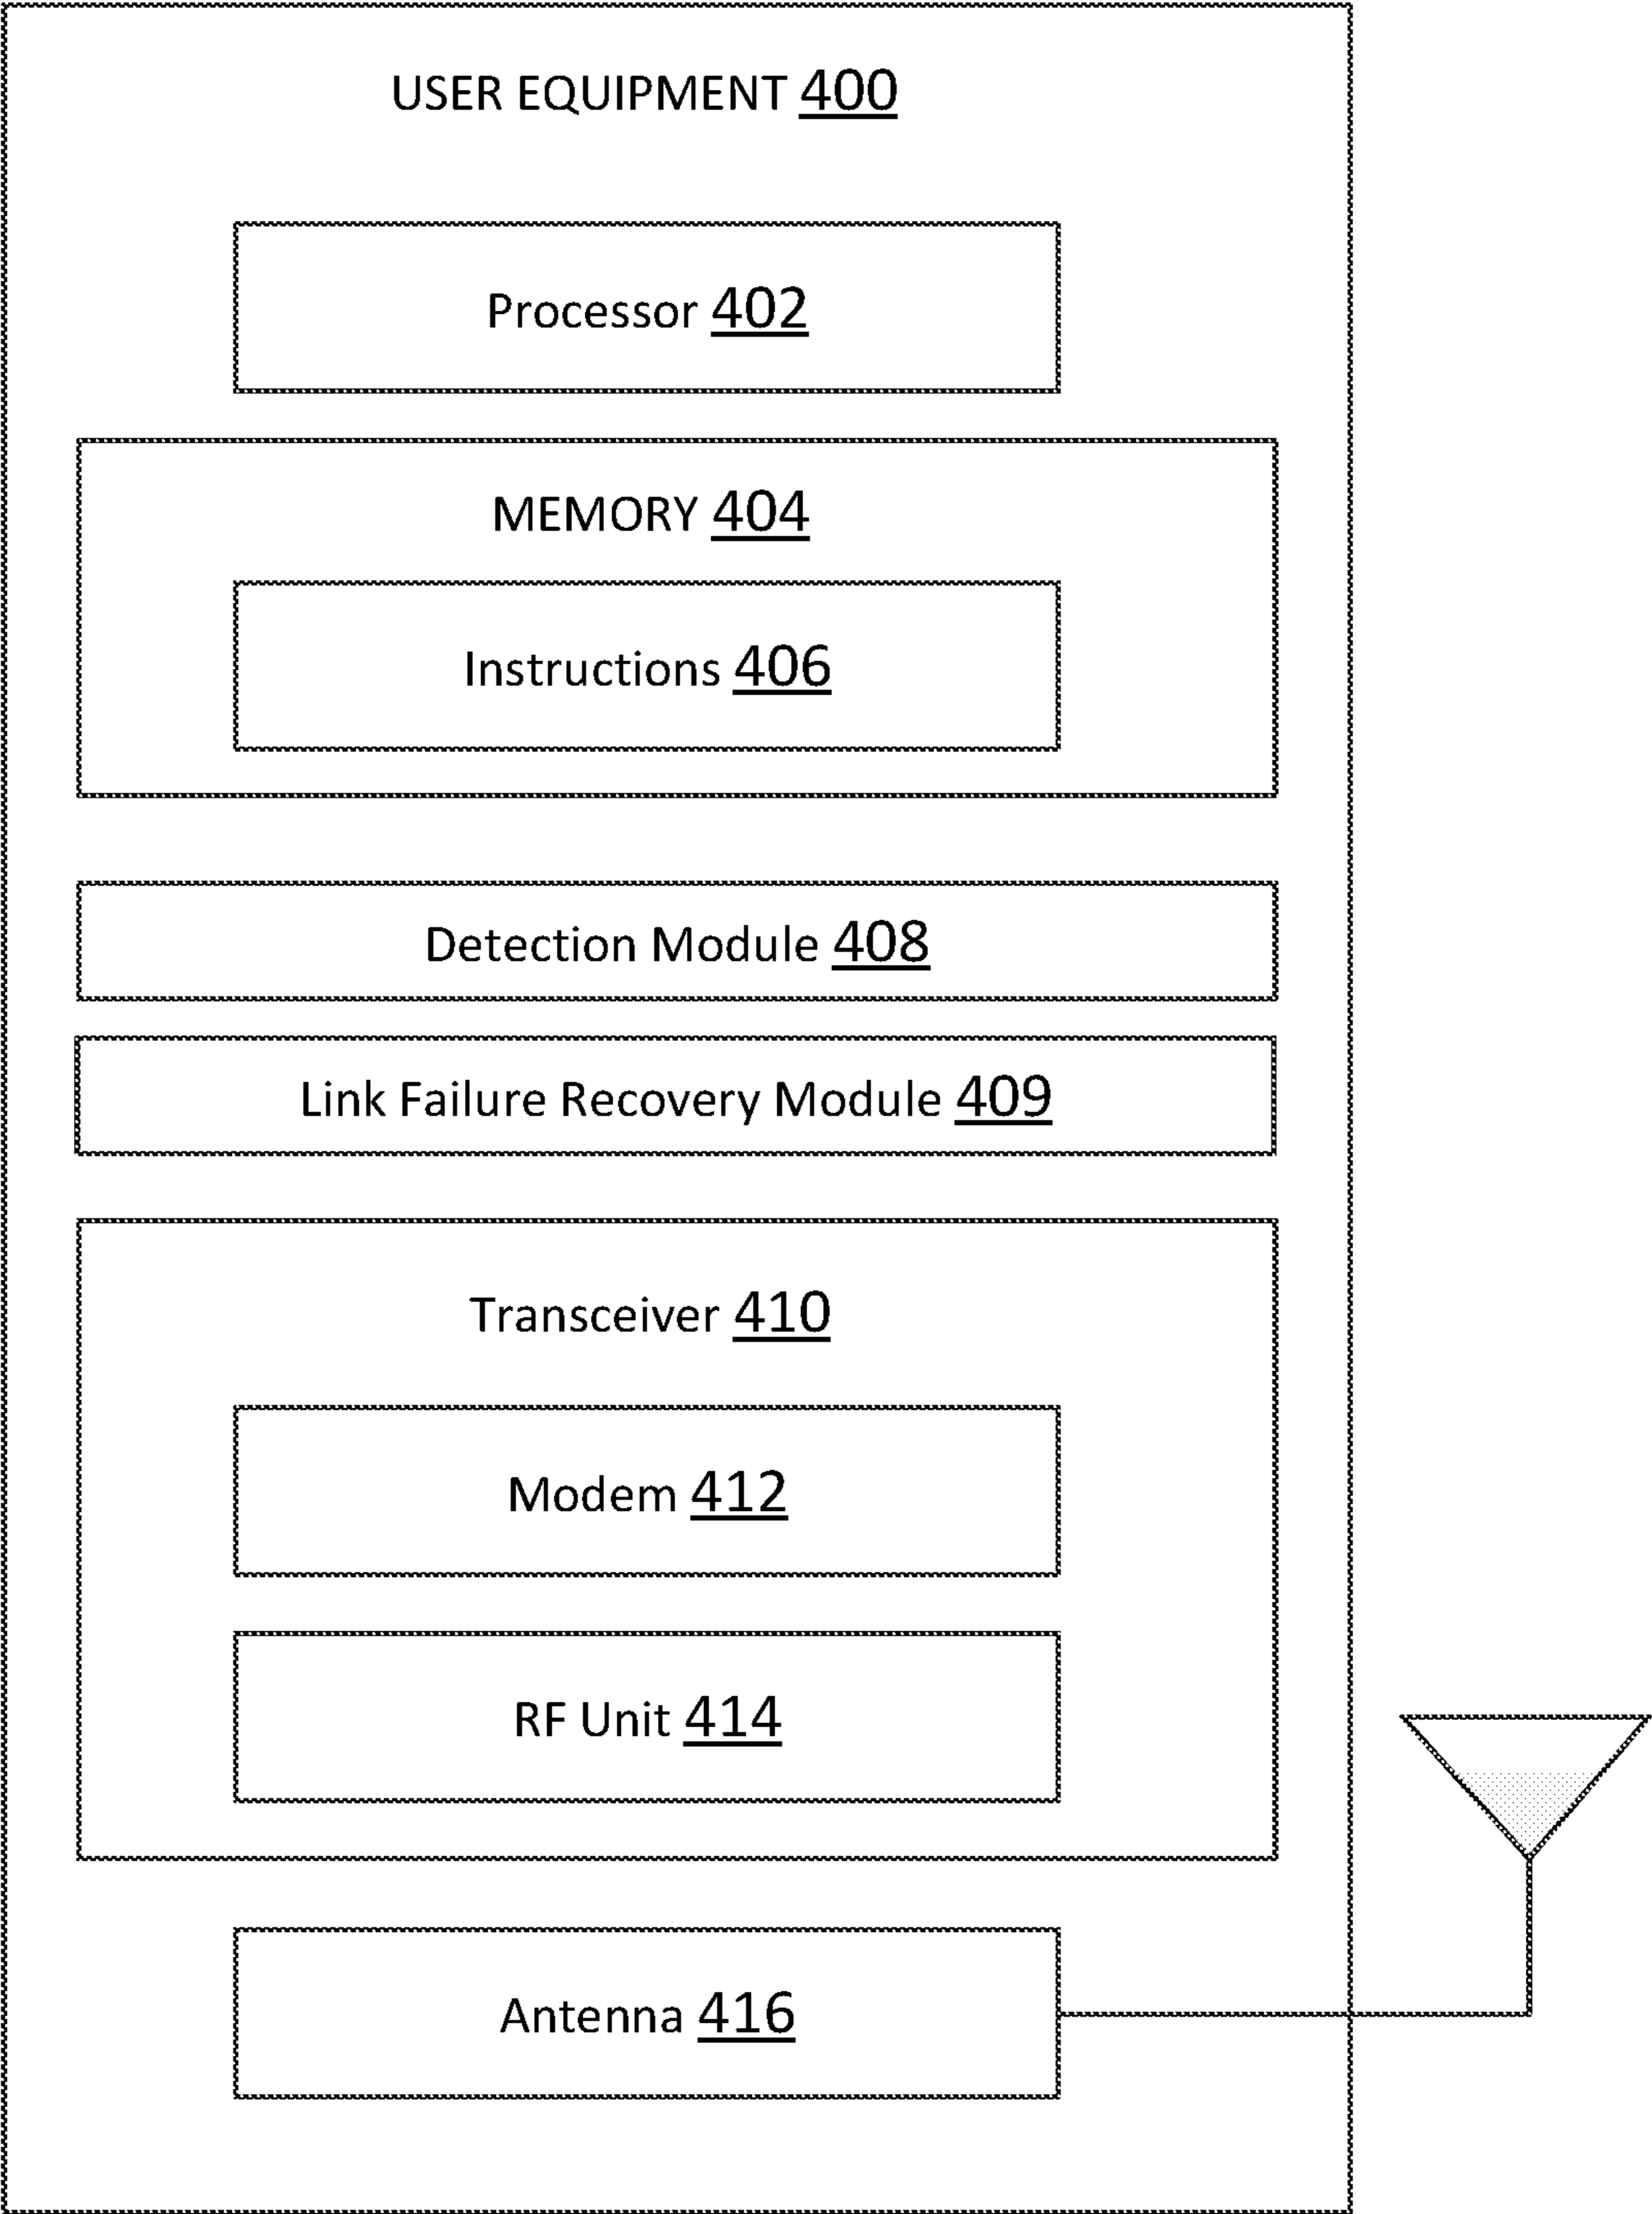 USER EQUIPMENT 400
Processor 402
MEMORY 404
Instructions 406
Detection Module 408
Link Failure Recovery Module 409
Transceiver 410
Modem 412
RF Unit 414
Antenna 416